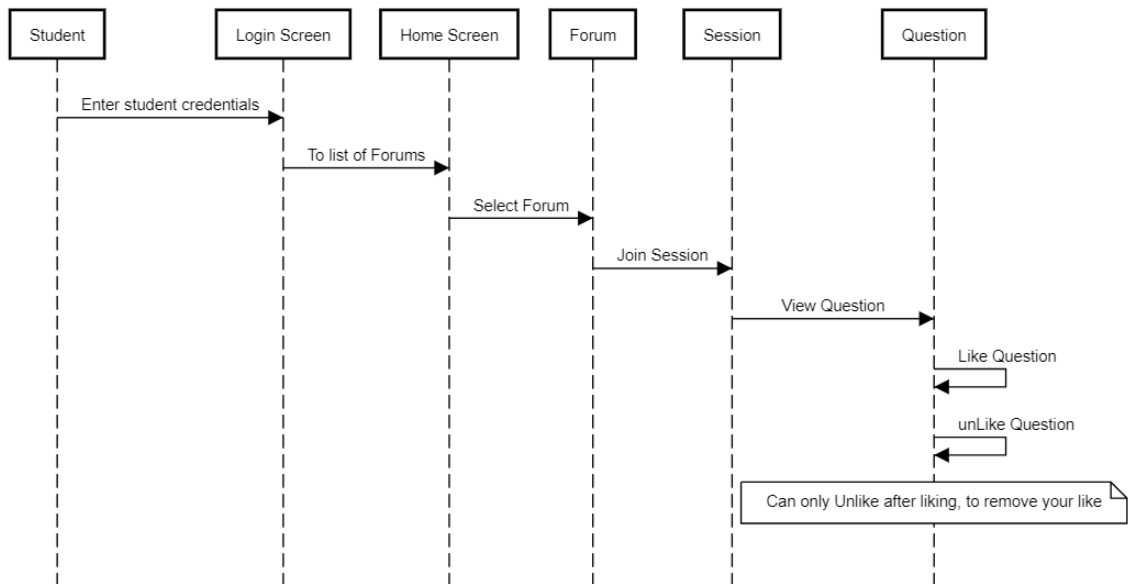 Student
Login Screen
Home Screen
Forum
Session
Question
Enter student credentials
To list of Forums
Select Forum
Join Session
View Question
Like Question
unLike Question
Can only Unlike after liking, to remove your like